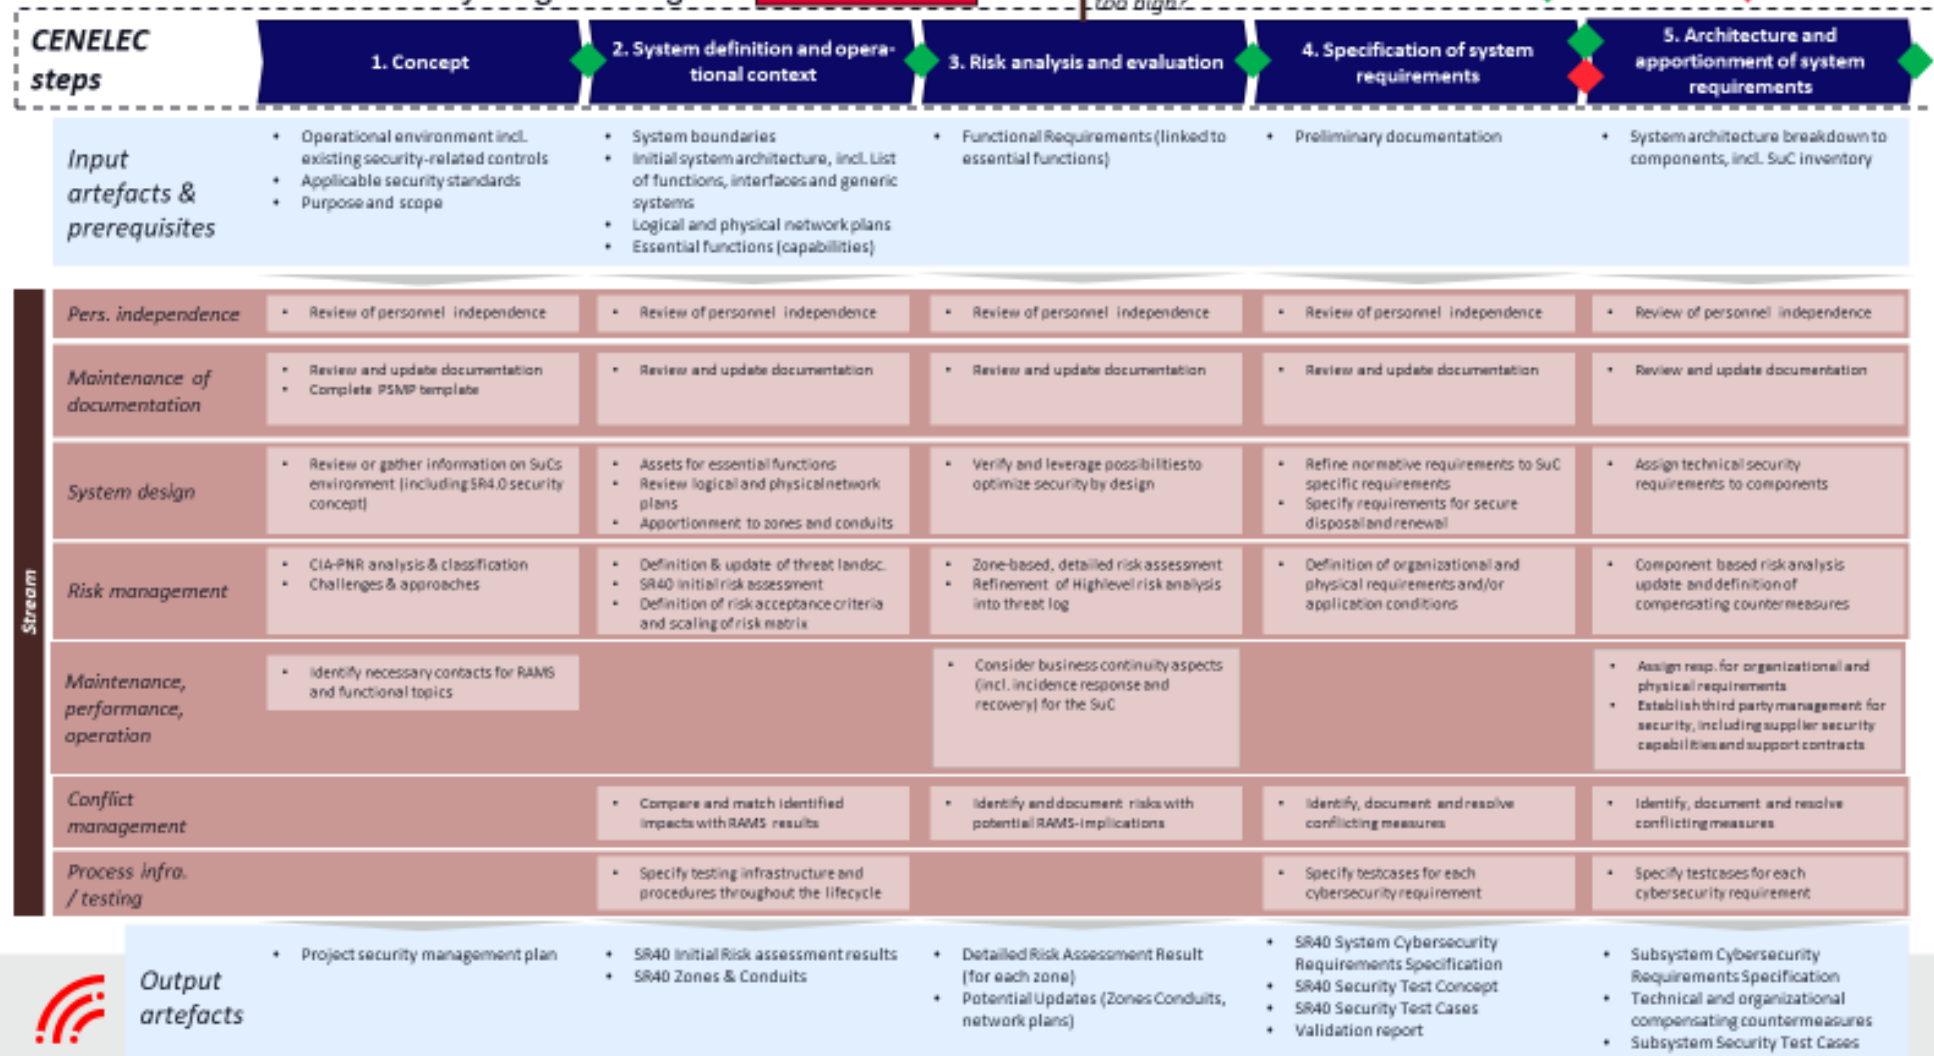 too high?
CENELEC
steps
1. Concept
2. System definition and opera-
tional context
3. Risk analysis and evaluation
4. Specification of system
requirements
5. Architecture and
apportionment of system
requirements
Input
artefacts &
prerequisites
• Operational environment incl.
existing security-related controls
• Applicable security standards
• Purpose and scope
• System boundaries
• Initial system architecture, incl. List
of functions, interfaces and generic
systems
• Logical and physical network plans
• Essential functions (capabilities)
• Functional Requirements (linked to
essential functions)
• Preliminary documentation
• System architecture breakdown to
components, incl. SuC inventory
Stream
Pers. independence
• Review of personnel independence
• Review of personnel independence
• Review of personnel independence
• Review of personnel independence
• Review of personnel independence
Maintenance of
documentation
• Review and update documentation
• Complete PSMP template
• Review and update documentation
• Review and update documentation
• Review and update documentation
• Review and update documentation
System design
• Review or gather information on SuCs
environment (including SR4.0 security
concept)
• Assets for essential functions
• Review logical and physical network
plans
• Apportionment to zones and conduits
• Verify and leverage possibilities to
optimize security by design
• Refine normative requirements to SuC
specific requirements
• Specify requirements for secure
disposal and renewal
• Assign technical security
requirements to components
Risk management
• CIA-PNR analysis & classification
• Challenges & approaches
• Definition & update of threat landsc.
• SR40 Initial risk assessment
• Definition of risk acceptance criteria
and scaling of risk matrix
• Zone-based, detailed risk assessment
• Refinement of Highlevel risk analysis
into threat log
• Definition of organizational and
physical requirements and/or
application conditions
• Component based risk analysis
update and definition of
compensating countermeasures
Maintenance,
performance,
operation
• Identify necessary contacts for RAMS
and functional topics
• Consider business continuity aspects
(incl. incidence response and
recovery) for the SuC
• Assign resp. for organizational and
physical requirements
• Establish third party management for
security, including supplier security
capabilities and support contracts
Conflict
management
• Compare and match identified
impacts with RAMS results
• Identify and document risks with
potential RAMS-implications
• Identify, document and resolve
conflicting measures
• Identify, document and resolve
conflicting measures
Process infra.
/ testing
• Specify testing infrastructure and
procedures throughout the lifecycle
• Specify testcases for each
cybersecurity requirement
• Specify testcases for each
cybersecurity requirement
Output
artefacts
• Project security management plan
• SR40 Initial Risk assessment results
• SR40 Zones & Conduits
• Detailed Risk Assessment Result
(for each zone)
• Potential Updates (Zones Conduits,
network plans)
• SR40 System Cybersecurity
Requirements Specification
• SR40 Security Test Concept
• SR40 Security Test Cases
• Validation report
• Subsystem Cybersecurity
Requirements Specification
• Technical and organizational
compensating countermeasures
• Subsystem Security Test Cases